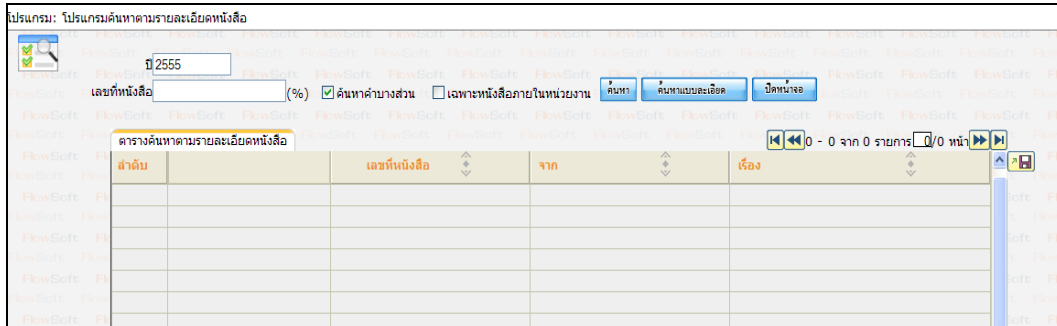 โปรแกรม: โปรแกรมค้นหาตามรายละเอียดหนังสือ
ปี 2555
เลขที่หนังสือ (%) ค้นหาคำบางส่วน เฉพาะหนังสือภายในหน่วยงาน ค้นหา ค้นหาแบบละเอียด ปิดหน้าจอ
ตารางค้นหาตามรายละเอียดหนังสือ 0 - 0 จาก 0 รายการ 0/0 หน้า
ลำดับ เลขที่หนังสือ จาก เรื่อง